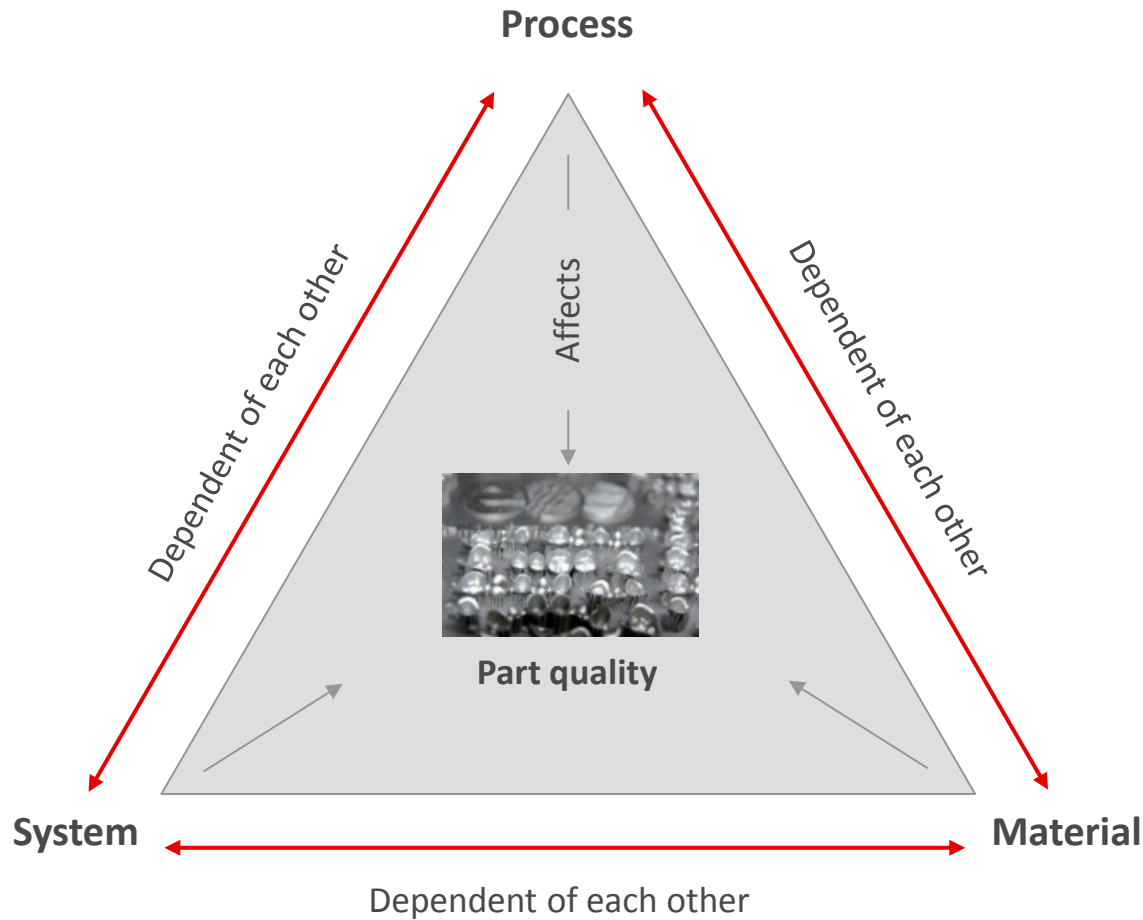 Process
Dependent of each other
Affects
Dependent of each other
Part quality
System
Material
Dependent of each other